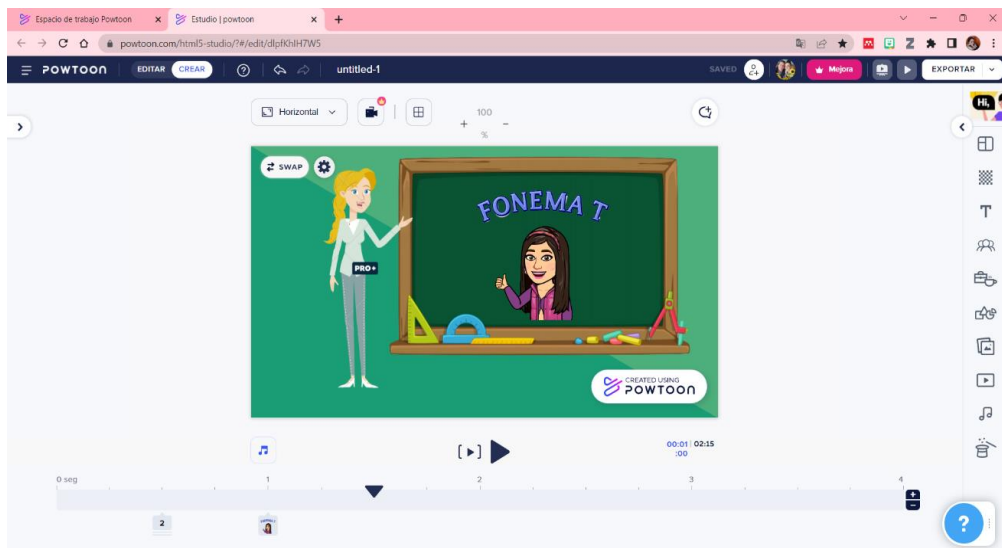 Espacio de trabajo Powtoon
Estudio | powtoon
powtoon.com/html5-studio/?#/edit/dlpfKhlH7W5
POWTOON
EDITAR CREAR
untitled-1
SAVED
Mejora
EXPORTAR
Horizontal
100
+ -
%
Hi,
SWAP
FONEMA T
PRO+
CREATED USING
POWTOON
00:01 02:15
:00
0 seg 1 2 3 4
2
?